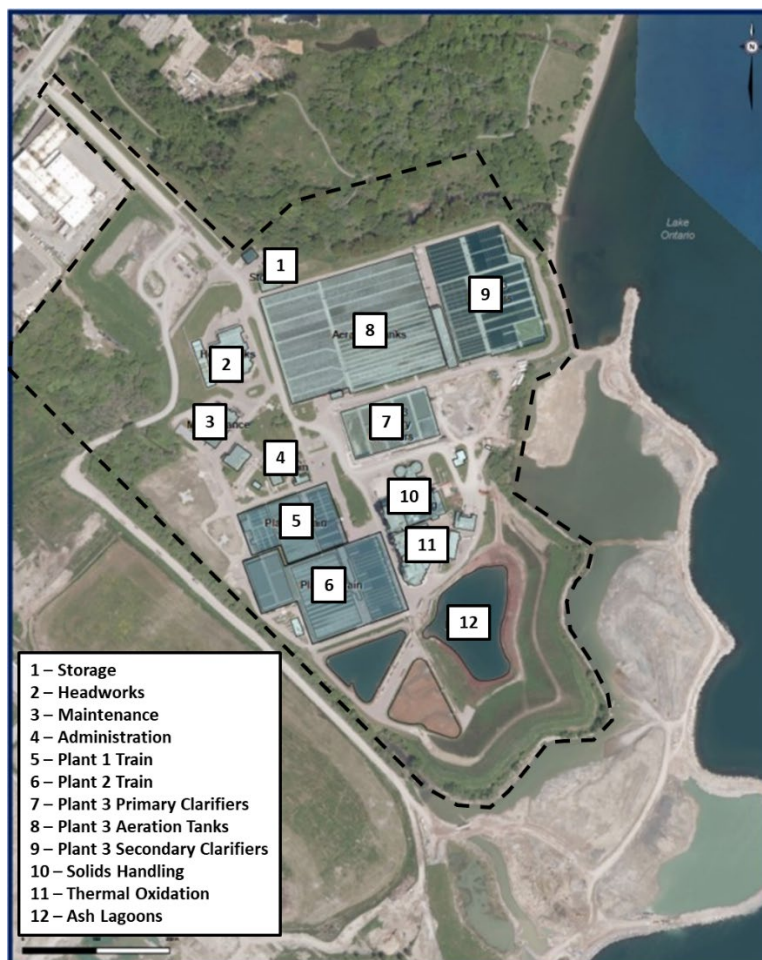 N
Lake
Ontario
1
9
8
2
7
3
4
10
5
11
6
12
1 – Storage
2 – Headworks
3 – Maintenance
4 – Administration
5 – Plant 1 Train
6 – Plant 2 Train
7 – Plant 3 Primary Clarifiers
8 – Plant 3 Aeration Tanks
9 – Plant 3 Secondary Clarifiers
10 – Solids Handling
11 – Thermal Oxidation
12 – Ash Lagoons